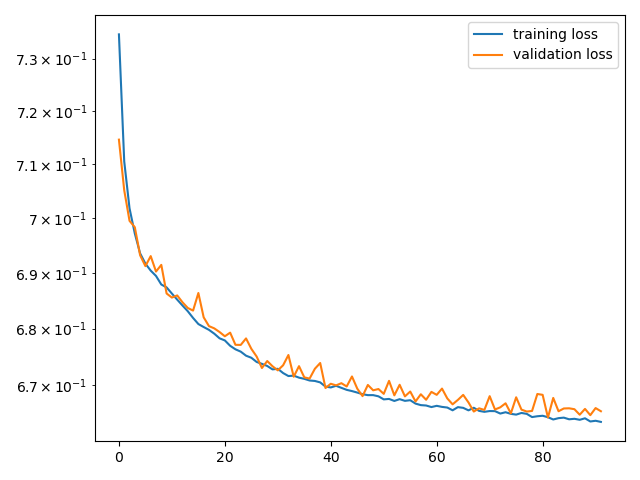 training loss
validation loss
7.3 × 10⁻¹
7.2 × 10⁻¹
7.1 × 10⁻¹
7 × 10⁻¹
6.9 × 10⁻¹
6.8 × 10⁻¹
6.7 × 10⁻¹
0 20 40 60 80